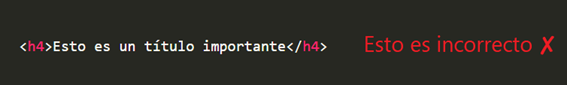 <h4>Esto es un título importante</h4> Esto es incorrecto ✘